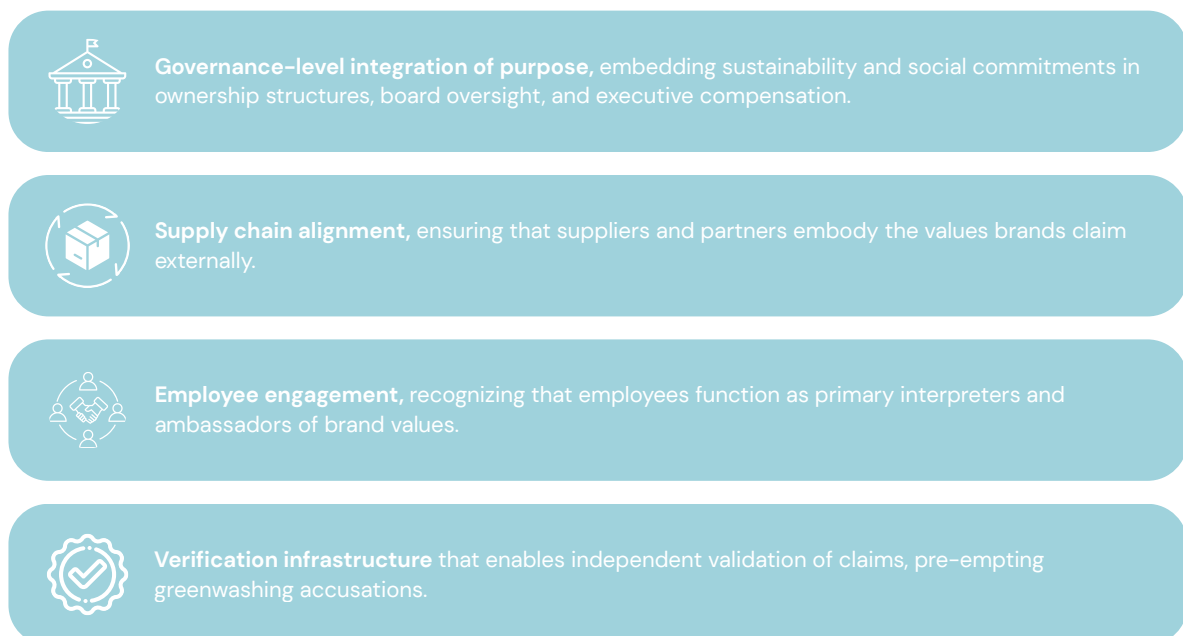 Governance-level integration of purpose, embedding sustainability and social commitments in
ownership structures, board oversight, and executive compensation.
Supply chain alignment, ensuring that suppliers and partners embody the values brands claim
externally.
Employee engagement, recognizing that employees function as primary interpreters and
ambassadors of brand values.
Verification infrastructure that enables independent validation of claims, pre-empting
greenwashing accusations.